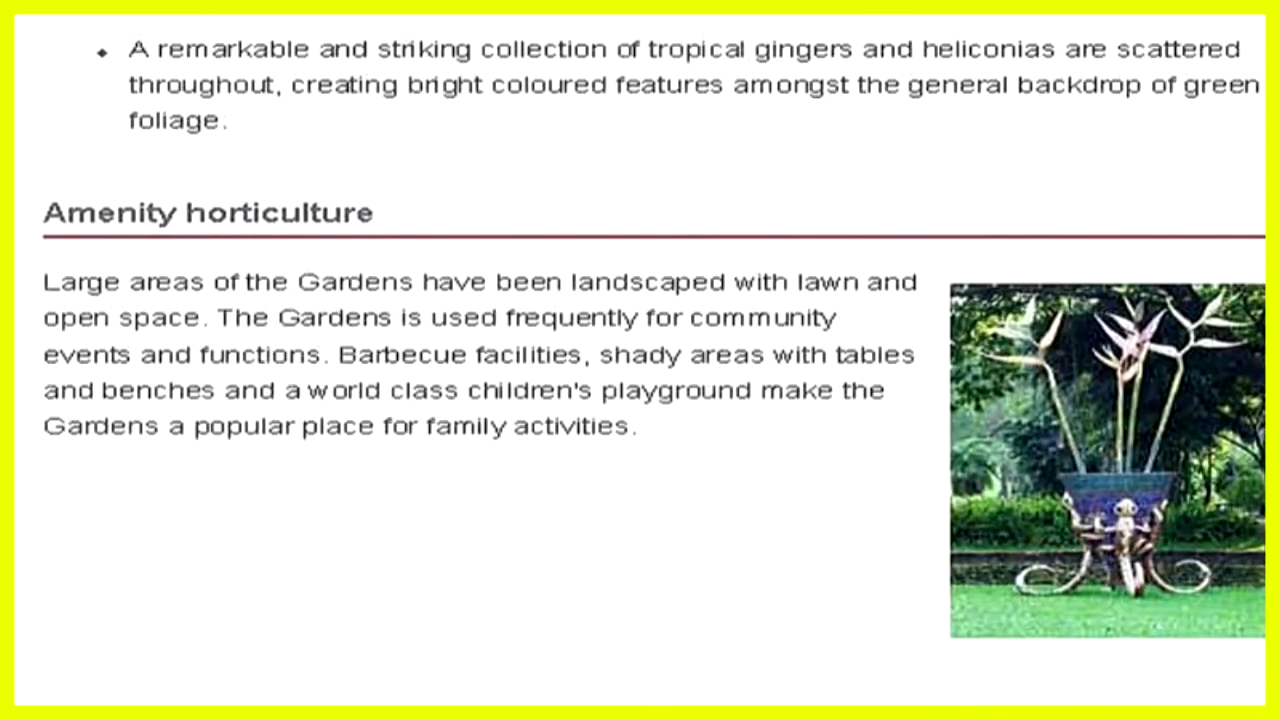 A remarkable and striking collection of tropical gingers and heliconias are scattered
throughout, creating bright coloured features amongst the general backdrop of green
foliage.
Amenity horticulture
Large areas of the Gardens have been landscaped with lawn and
open space. The Gardens is used frequently for community
events and functions. Barbecue facilities, shady areas with tables
and benches and a world class children's playground make the
Gardens a popular place for family activities.